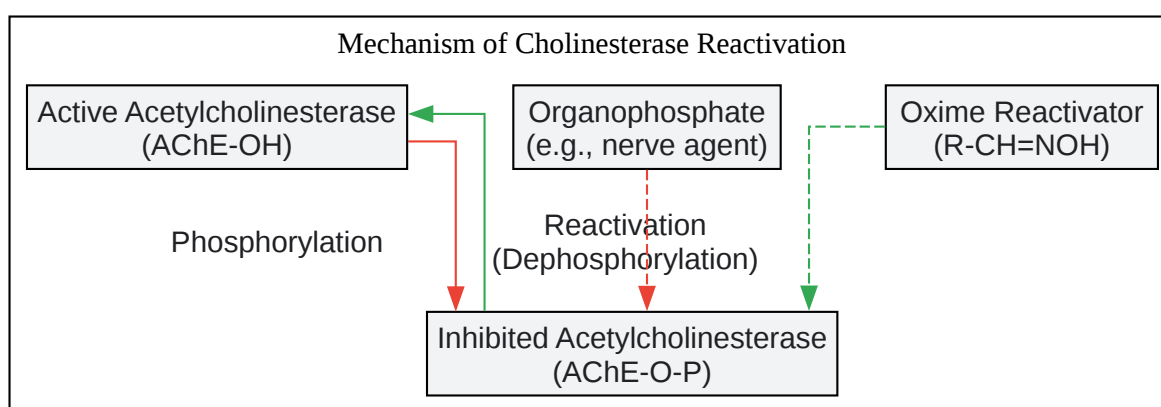 Mechanism of Cholinesterase Reactivation
Active Acetylcholinesterase
(AChE-OH)
Organophosphate
(e.g., nerve agent)
Oxime Reactivator
(R-CH=NOH)
Phosphorylation
Reactivation
(Dephosphorylation)
Inhibited Acetylcholinesterase
(AChE-O-P)